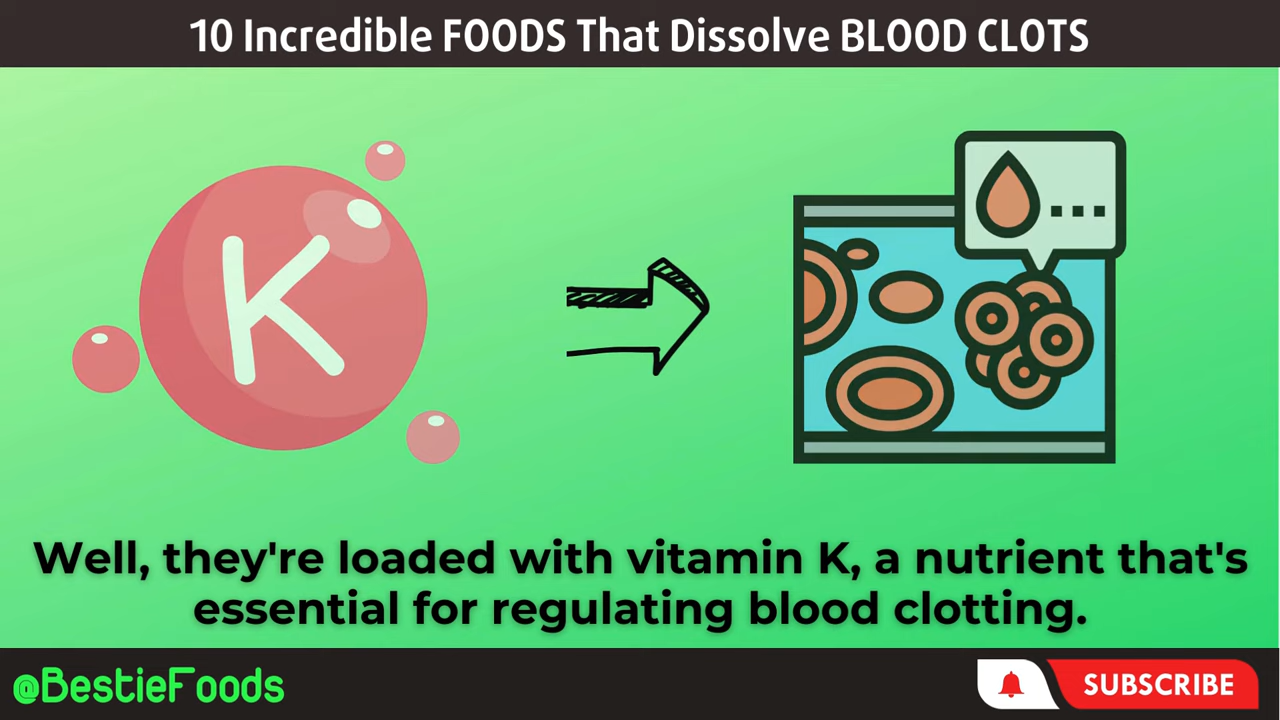 10 Incredible FOODS That Dissolve BLOOD CLOTS
K
Well, they're loaded with vitamin K, a nutrient that's
essential for regulating blood clotting.
@BestieFoods
SUBSCRIBE